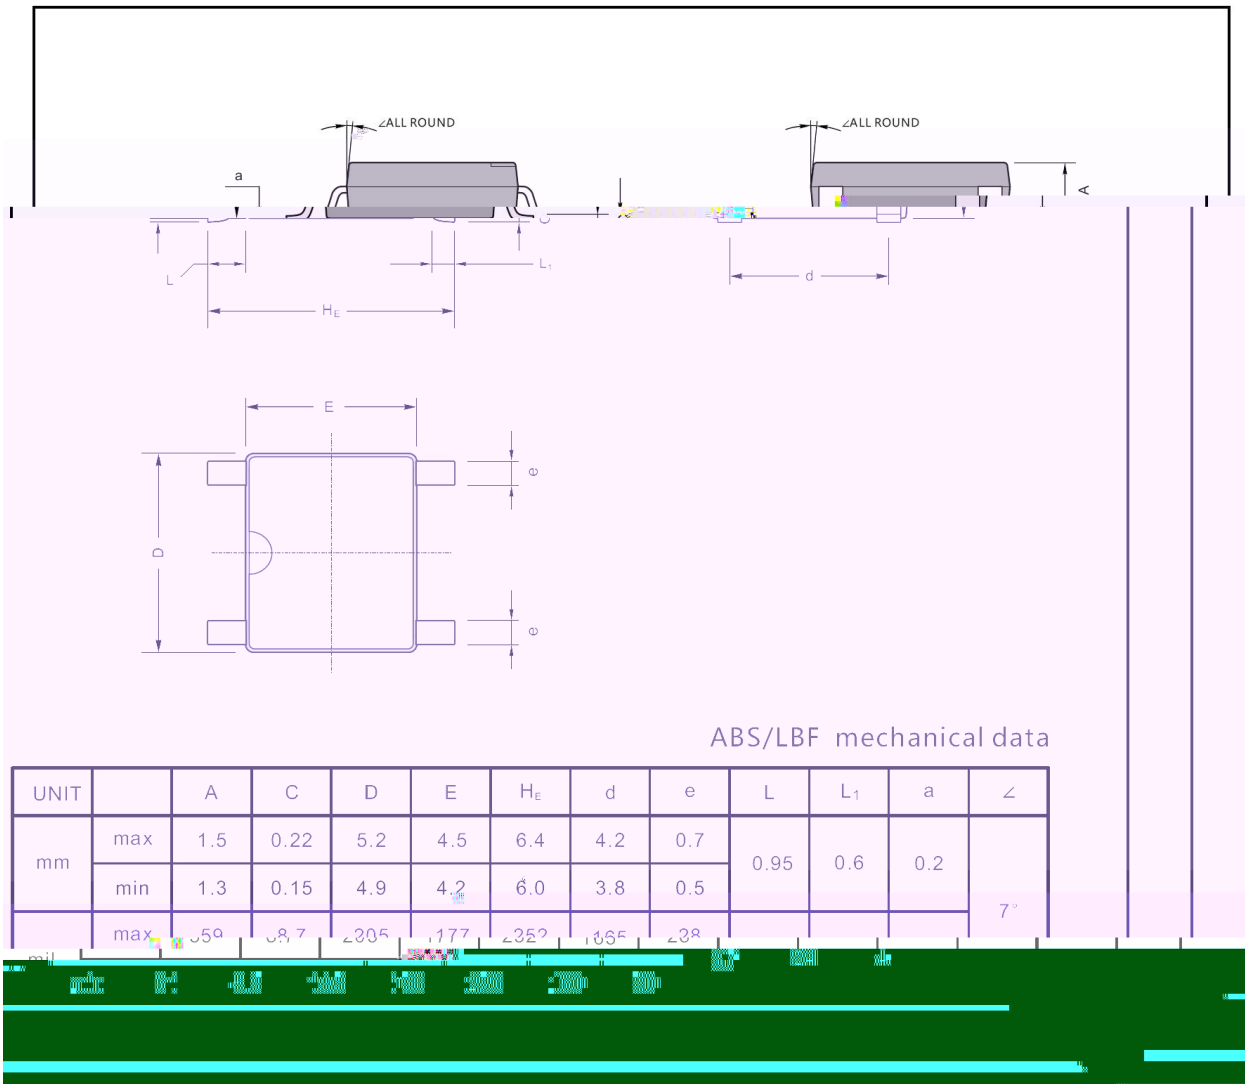 ∠ALL ROUND ∠ALL ROUND
a
A
C
L L₁ d
H_E
E
e
D
e
ABS/LBF mechanical data
UNIT A C D E H_E d e L L₁ a ∠
max 1.5 0.22 5.2 4.5 6.4 4.2 0.7
mm 0.95 0.6 0.2
min 1.3 0.15 4.9 4.2 6.0 3.8 0.5
7°
max